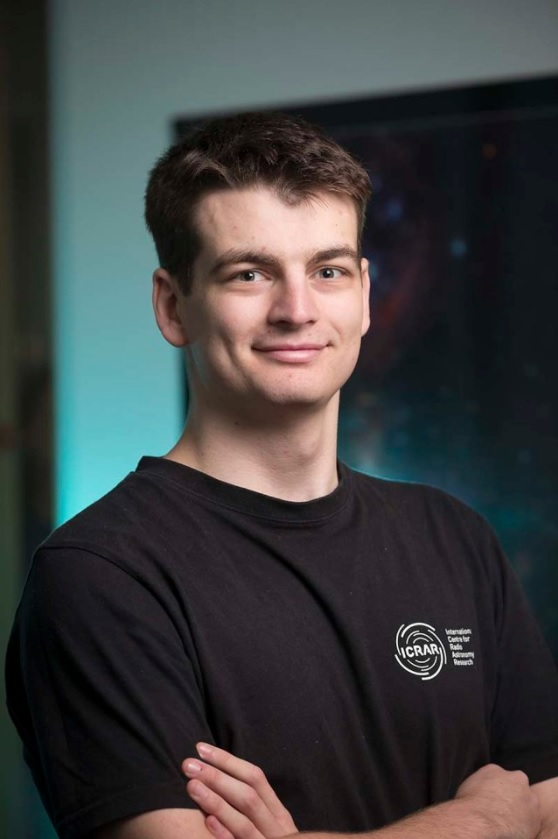 ICRAR
International
Centre for
Radio
Astronomy
Research